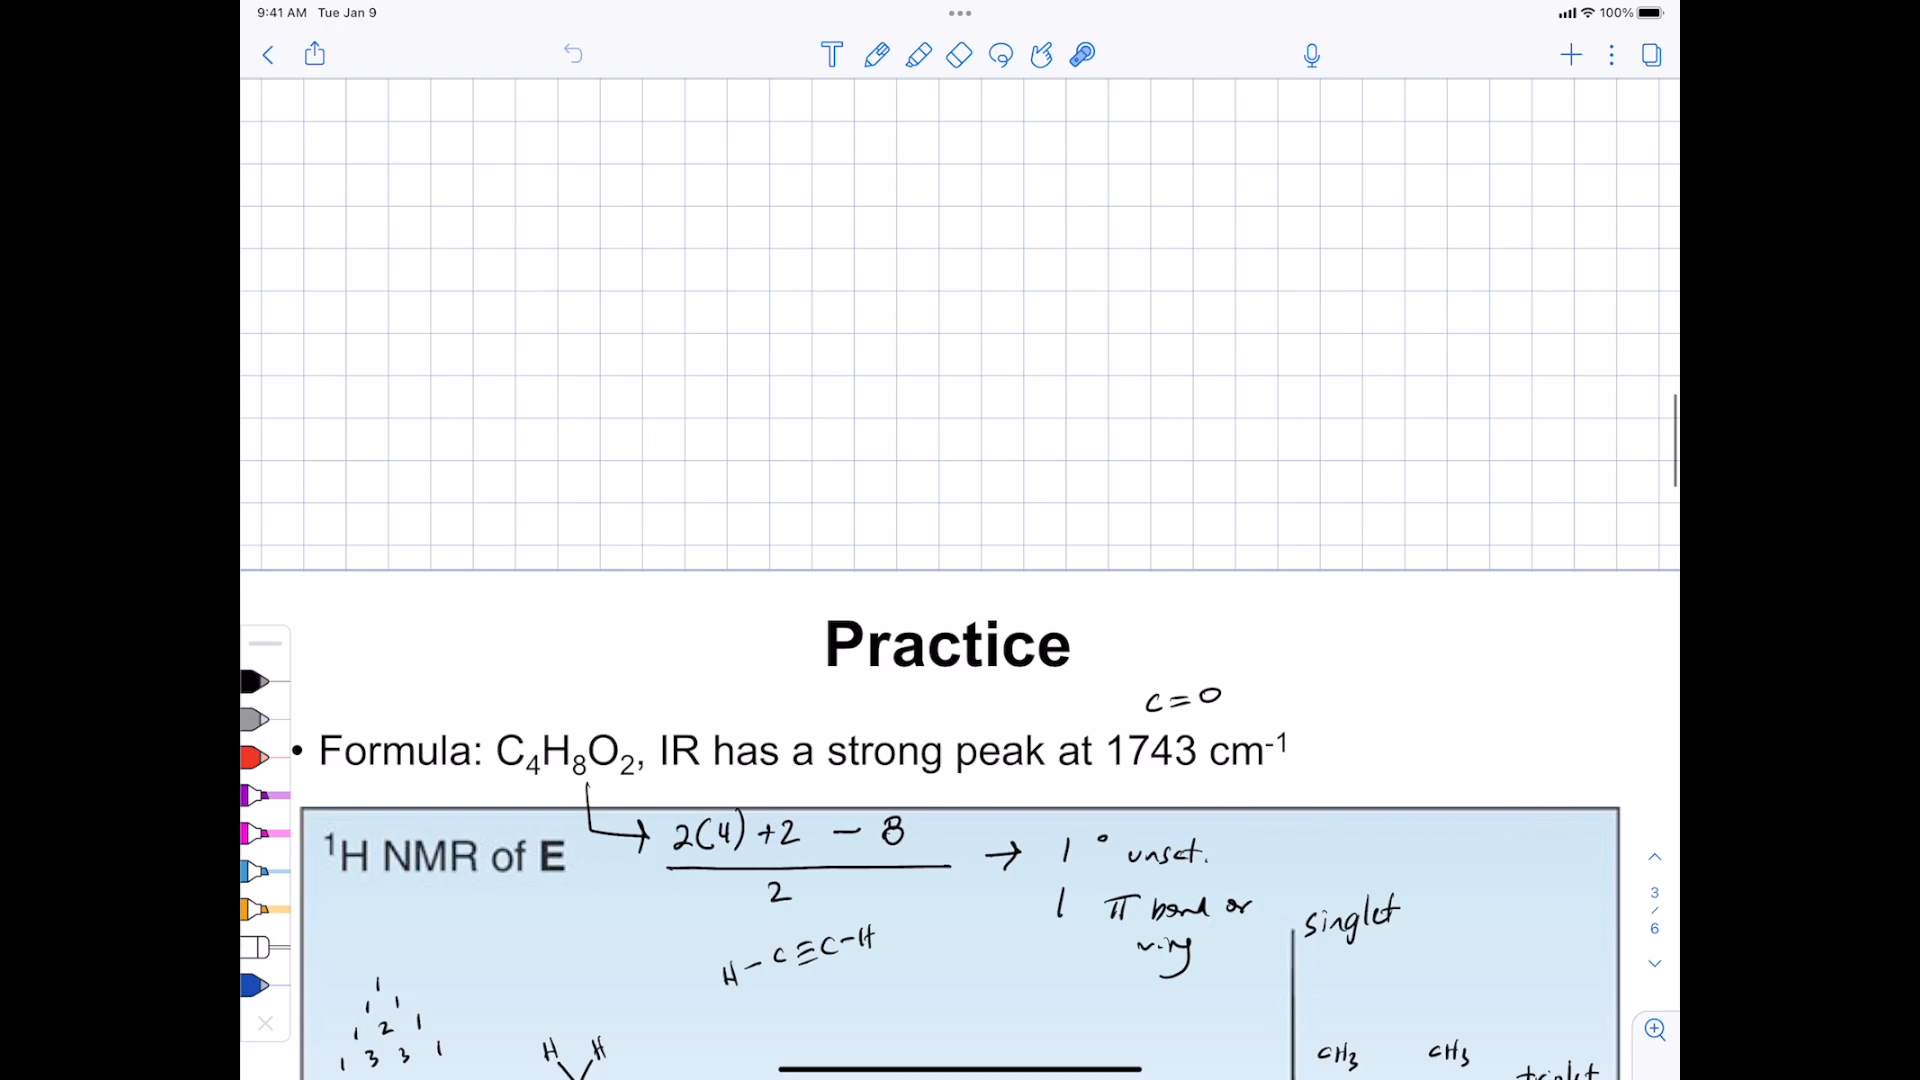 9:41 AM Tue Jan 9
100%
Practice
c=o
• Formula: C₄H₈O₂, IR has a strong peak at 1743 cm⁻¹
¹H NMR of E
2(4)+2 - 8
2
→ 1 ° unsat.
1 π bond or
ring
H-C≡C-H
singlet
1
1 1
1 2 1
1 3 3 1
H H
CH₃ CH₃
triplet
3
6